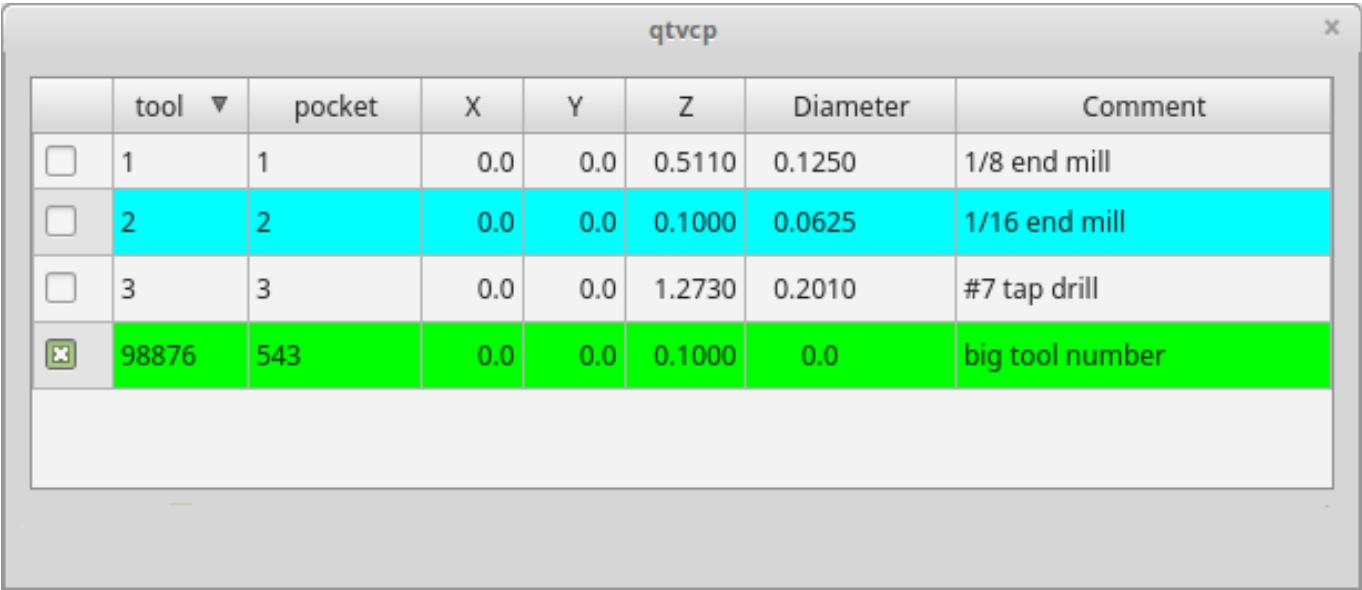 qtvcp
tool pocket X Y Z Diameter Comment
1 1 0.0 0.0 0.5110 0.1250 1/8 end mill
2 2 0.0 0.0 0.1000 0.0625 1/16 end mill
3 3 0.0 0.0 1.2730 0.2010 #7 tap drill
98876 543 0.0 0.0 0.1000 0.0 big tool number